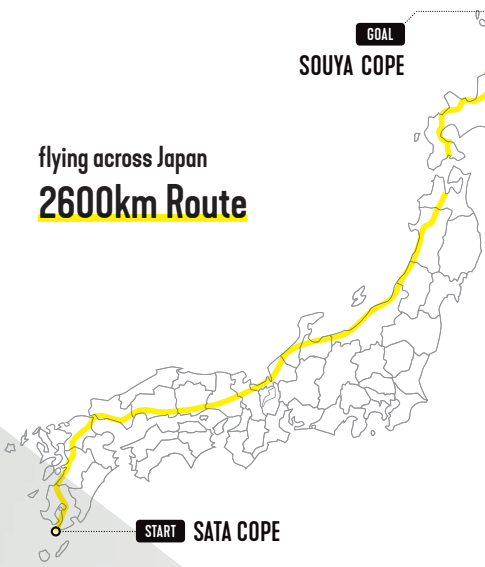 GOAL
SOUYA COPE
flying across Japan
2600km Route
START SATA COPE